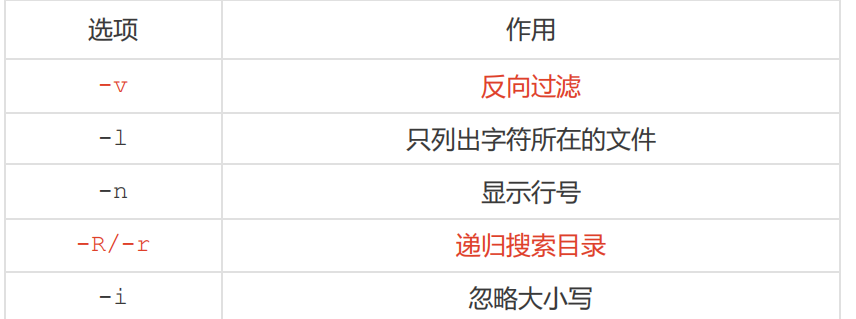 选项 作用
-v 反向过滤
-l 只列出字符所在的文件
-n 显示行号
-R/-r 递归搜索目录
-i 忽略大小写